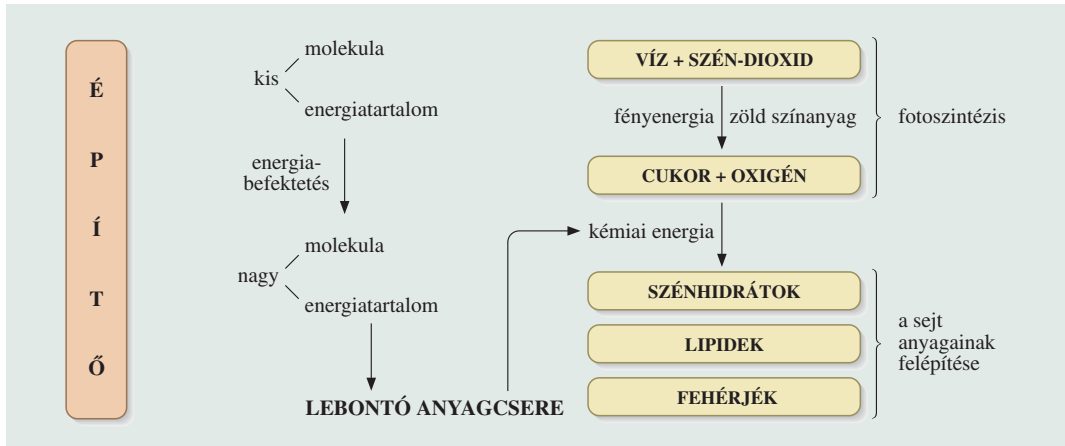 É
P
Í
T
Ő
molekula
kis
energiatartalom
energia-
befektetés
molekula
nagy
energiatartalom
LEBONTÓ ANYAGCSERE
VÍZ + SZÉN-DIOXID
fényenergia
zöld színanyag
fotoszintézis
CUKOR + OXIGÉN
kémiai energia
SZÉNHIDRÁTOK
LIPIDEK
FEHÉRJÉK
a sejt
anyagainak
felépítése